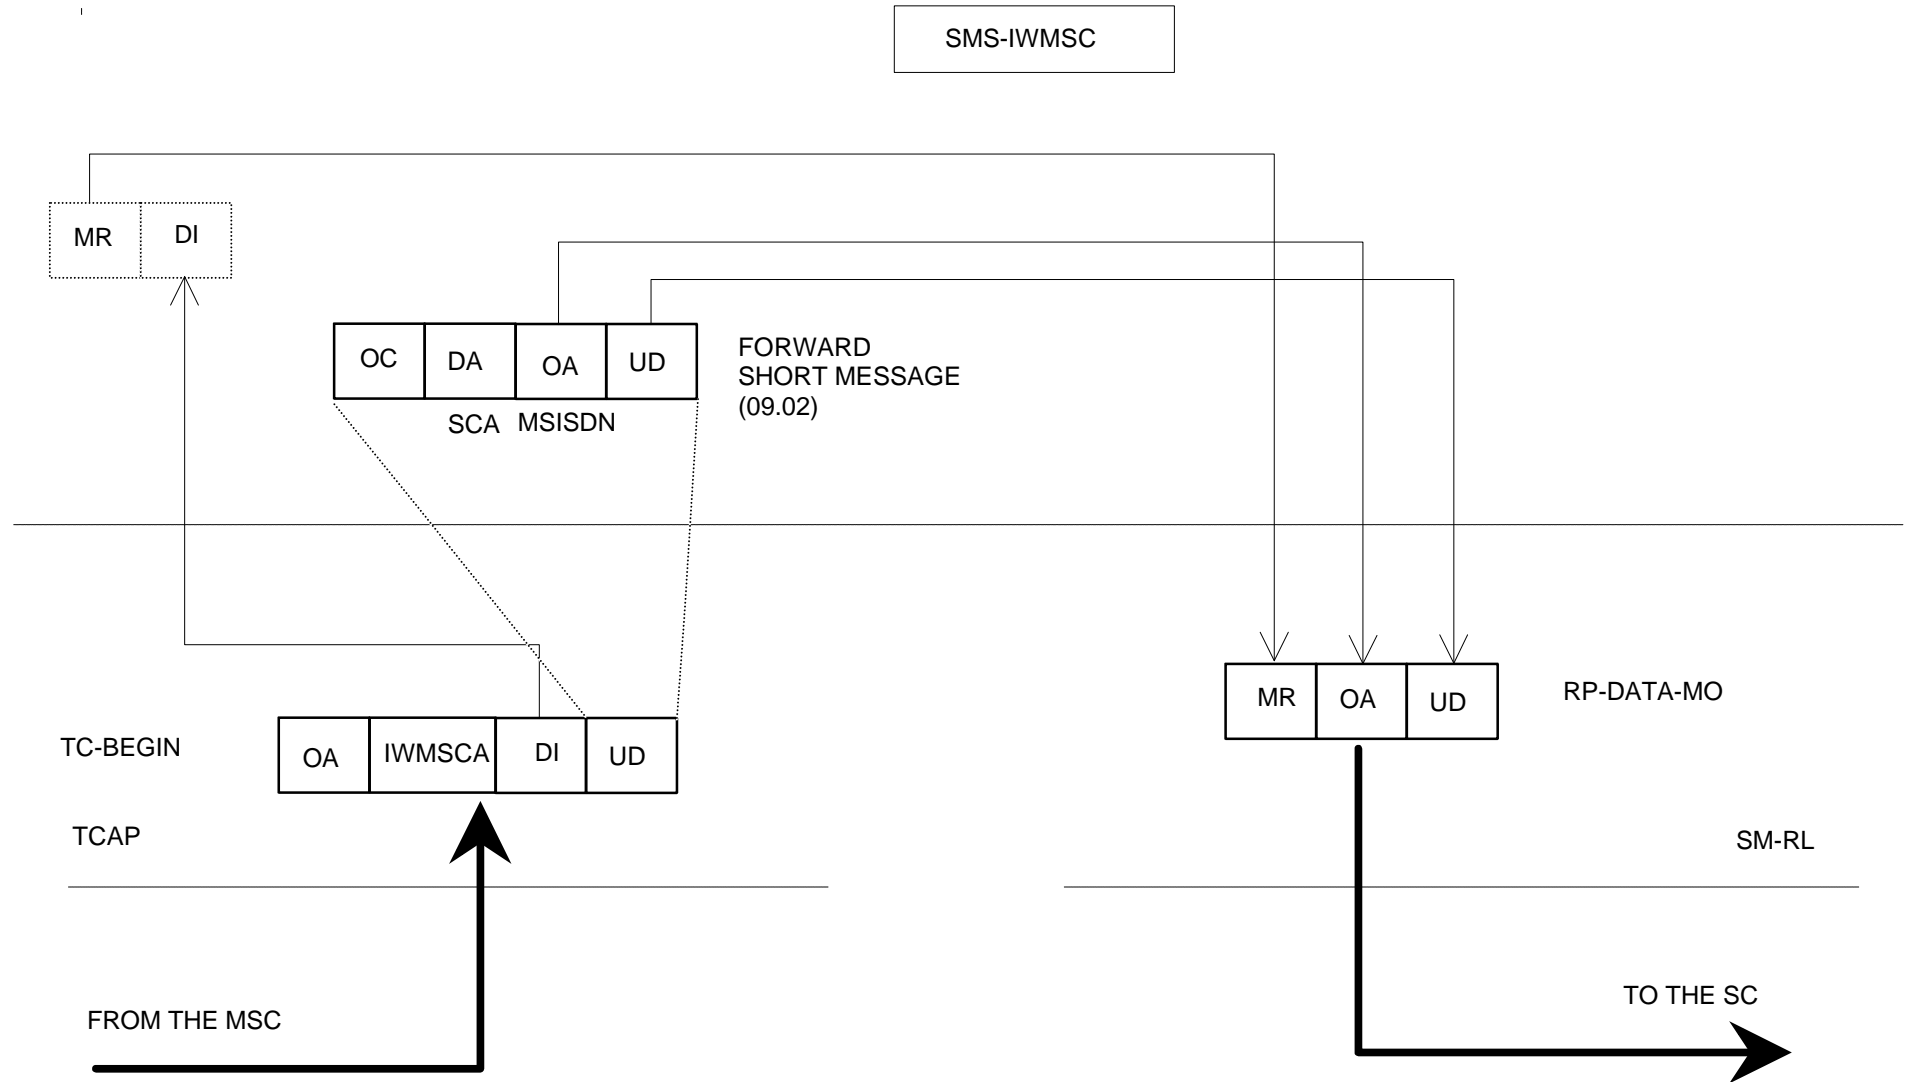 SMS-IWMSC
MR DI
OC DA OA UD
SCA MSISDN
FORWARD
SHORT MESSAGE
(09.02)
MR OA UD
RP-DATA-MO
TC-BEGIN
OA IWMSCA DI UD
TCAP
SM-RL
TO THE SC
FROM THE MSC